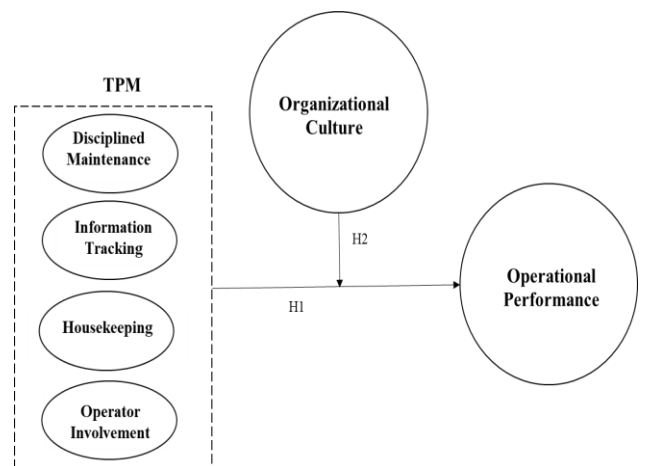 TPM
Disciplined
Maintenance
Information
Tracking
Housekeeping
Operator
Involvement
Organizational
Culture
H2
H1
Operational
Performance